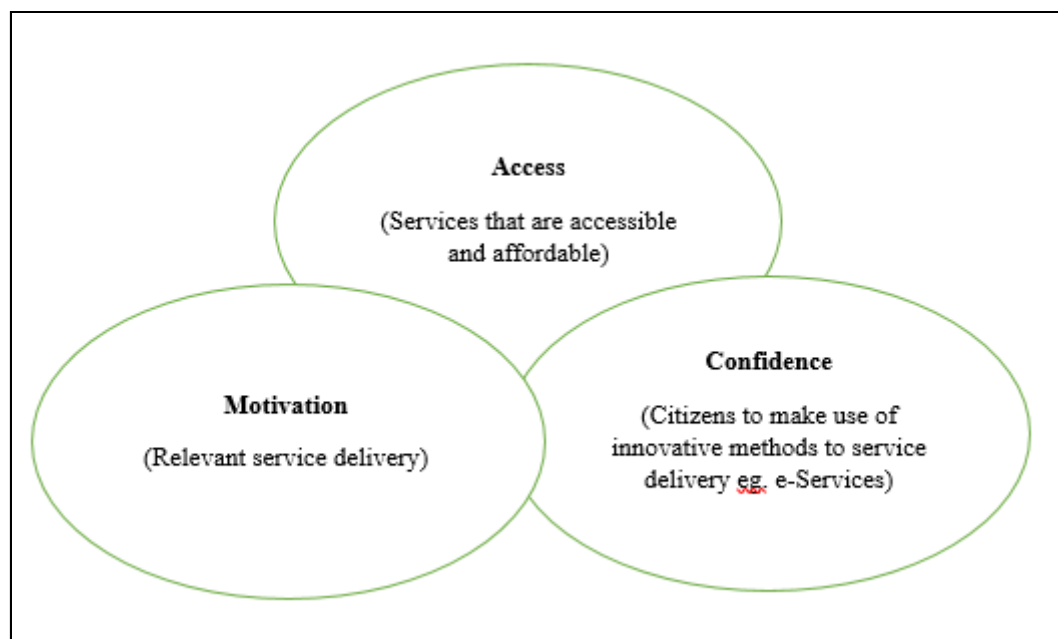 Access
(Services that are accessible
and affordable)
Motivation
(Relevant service delivery)
Confidence
(Citizens to make use of
innovative methods to service
delivery eg. e-Services)